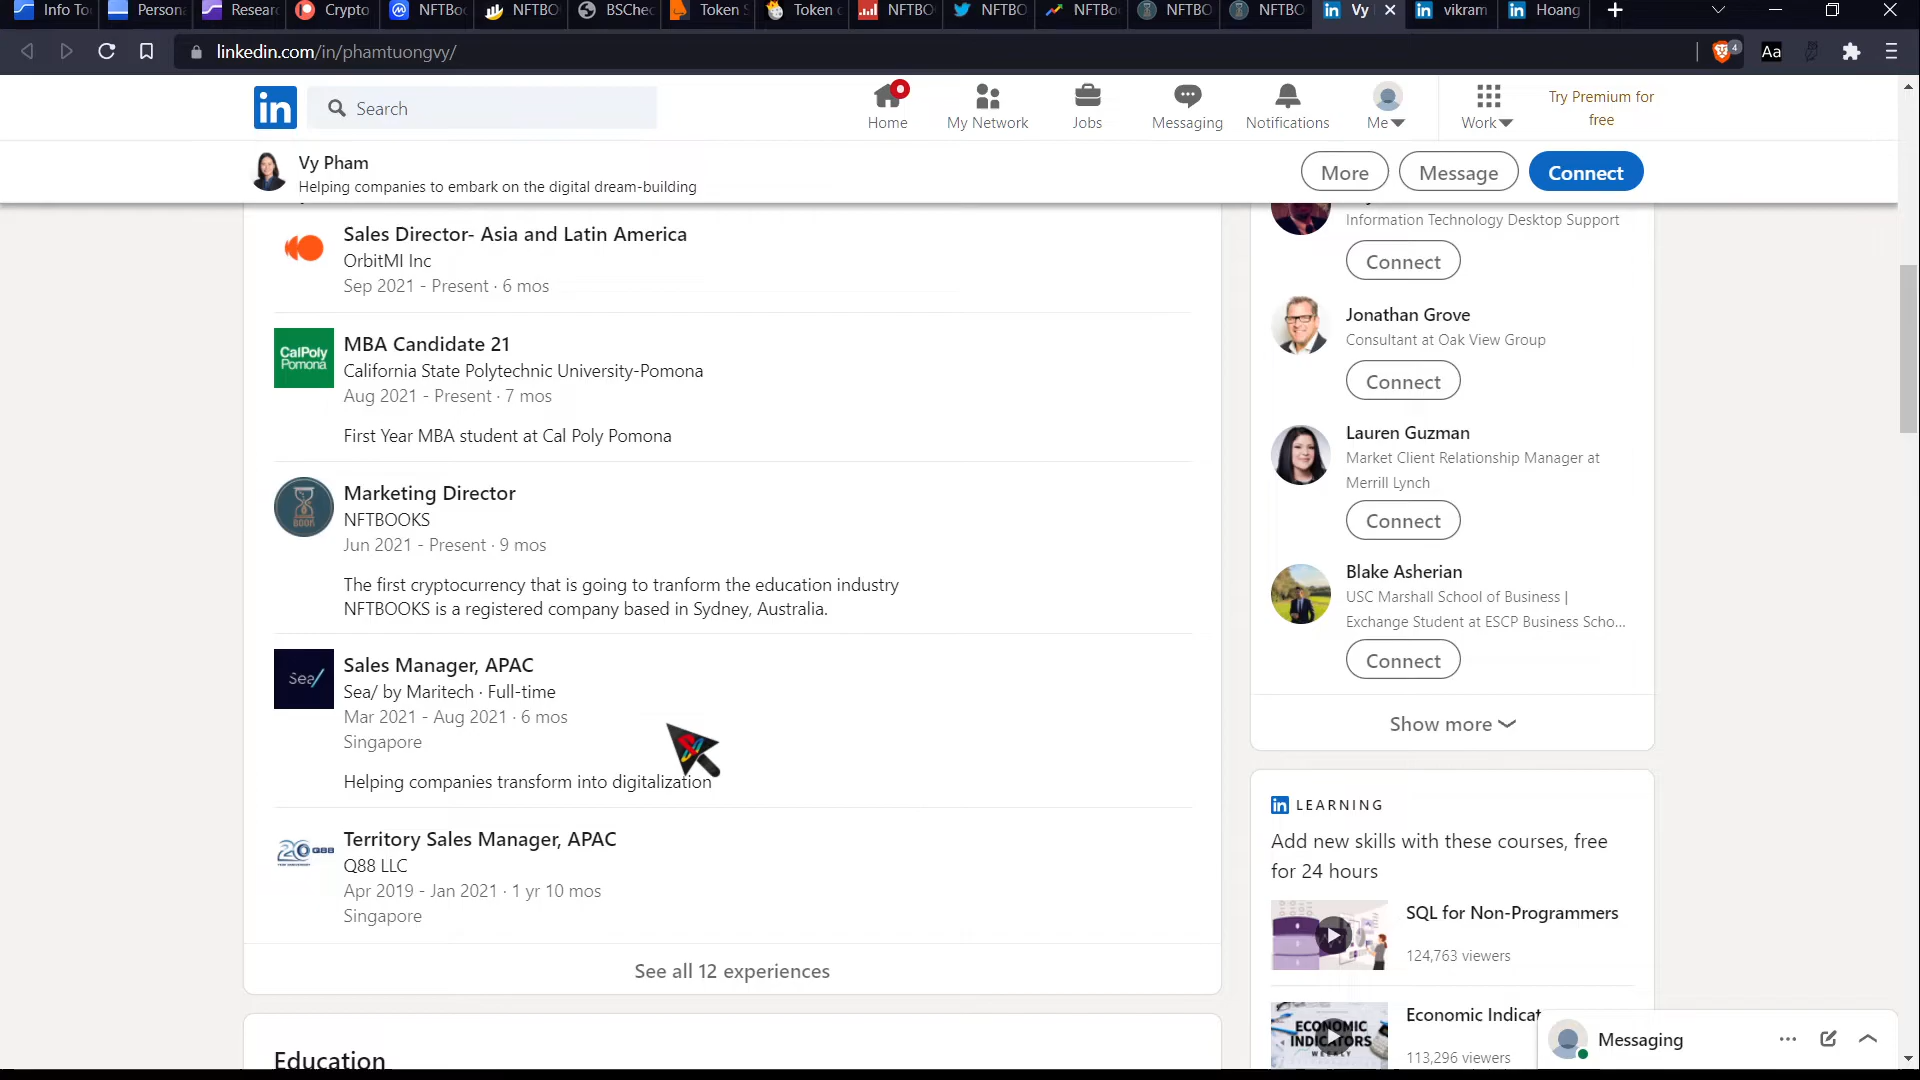 Info To
Person
Resear
Crypto
NFTBo
NFTBO
BSChe
Token S
Token
NFTBO
NFTBO
NFTBo
NFTBO
NFTBO
Vy
vikram
Hoang
linkedin.com/in/phamtuongvy/
4
Aa
in
Search
Home
My Network
Jobs
Messaging
Notifications
Me
Work
Try Premium for
free
Vy Pham
Helping companies to embark on the digital dream-building
More
Message
Connect
Sales Director- Asia and Latin America
OrbitMI Inc
Sep 2021 - Present · 6 mos
CalPoly
Pomona
MBA Candidate 21
California State Polytechnic University-Pomona
Aug 2021 - Present · 7 mos
First Year MBA student at Cal Poly Pomona
BOOK
Marketing Director
NFTBOOKS
Jun 2021 - Present · 9 mos
The first cryptocurrency that is going to tranform the education industry
NFTBOOKS is a registered company based in Sydney, Australia.
Sea/
Sales Manager, APAC
Sea/ by Maritech · Full-time
Mar 2021 - Aug 2021 · 6 mos
Singapore
Helping companies transform into digitalization
20 Q88
Territory Sales Manager, APAC
Q88 LLC
Apr 2019 - Jan 2021 · 1 yr 10 mos
Singapore
See all 12 experiences
Education
Information Technology Desktop Support
Connect
Jonathan Grove
Consultant at Oak View Group
Connect
Lauren Guzman
Market Client Relationship Manager at
Merrill Lynch
Connect
Blake Asherian
USC Marshall School of Business |
Exchange Student at ESCP Business Scho...
Connect
Show more
in LEARNING
Add new skills with these courses, free
for 24 hours
SQL for Non-Programmers
124,763 viewers
ECONOMIC
INDICATORS
WEEKLY
Economic Indicat
113,296 viewers
Messaging